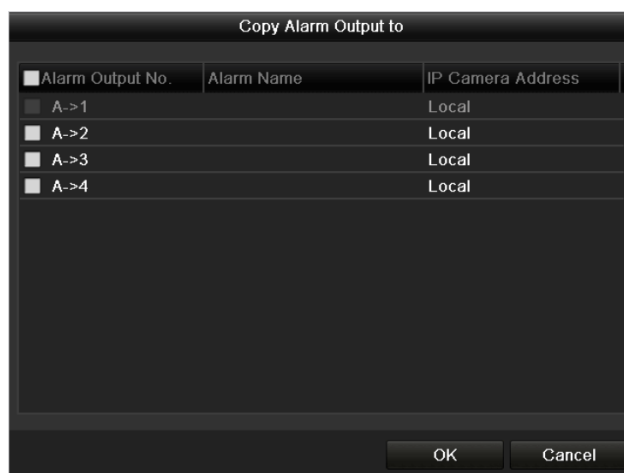 Copy Alarm Output to
Alarm Output No. Alarm Name IP Camera Address
A->1 Local
A->2 Local
A->3 Local
A->4 Local
OK Cancel